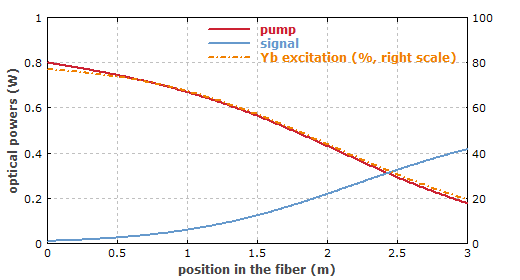 1
0.8
0.6
0.4
0.2
0
100
80
60
40
20
0
pump
signal
Yb excitation (%, right scale)
optical powers (W)
0 0.5 1 1.5 2 2.5 3
position in the fiber (m)